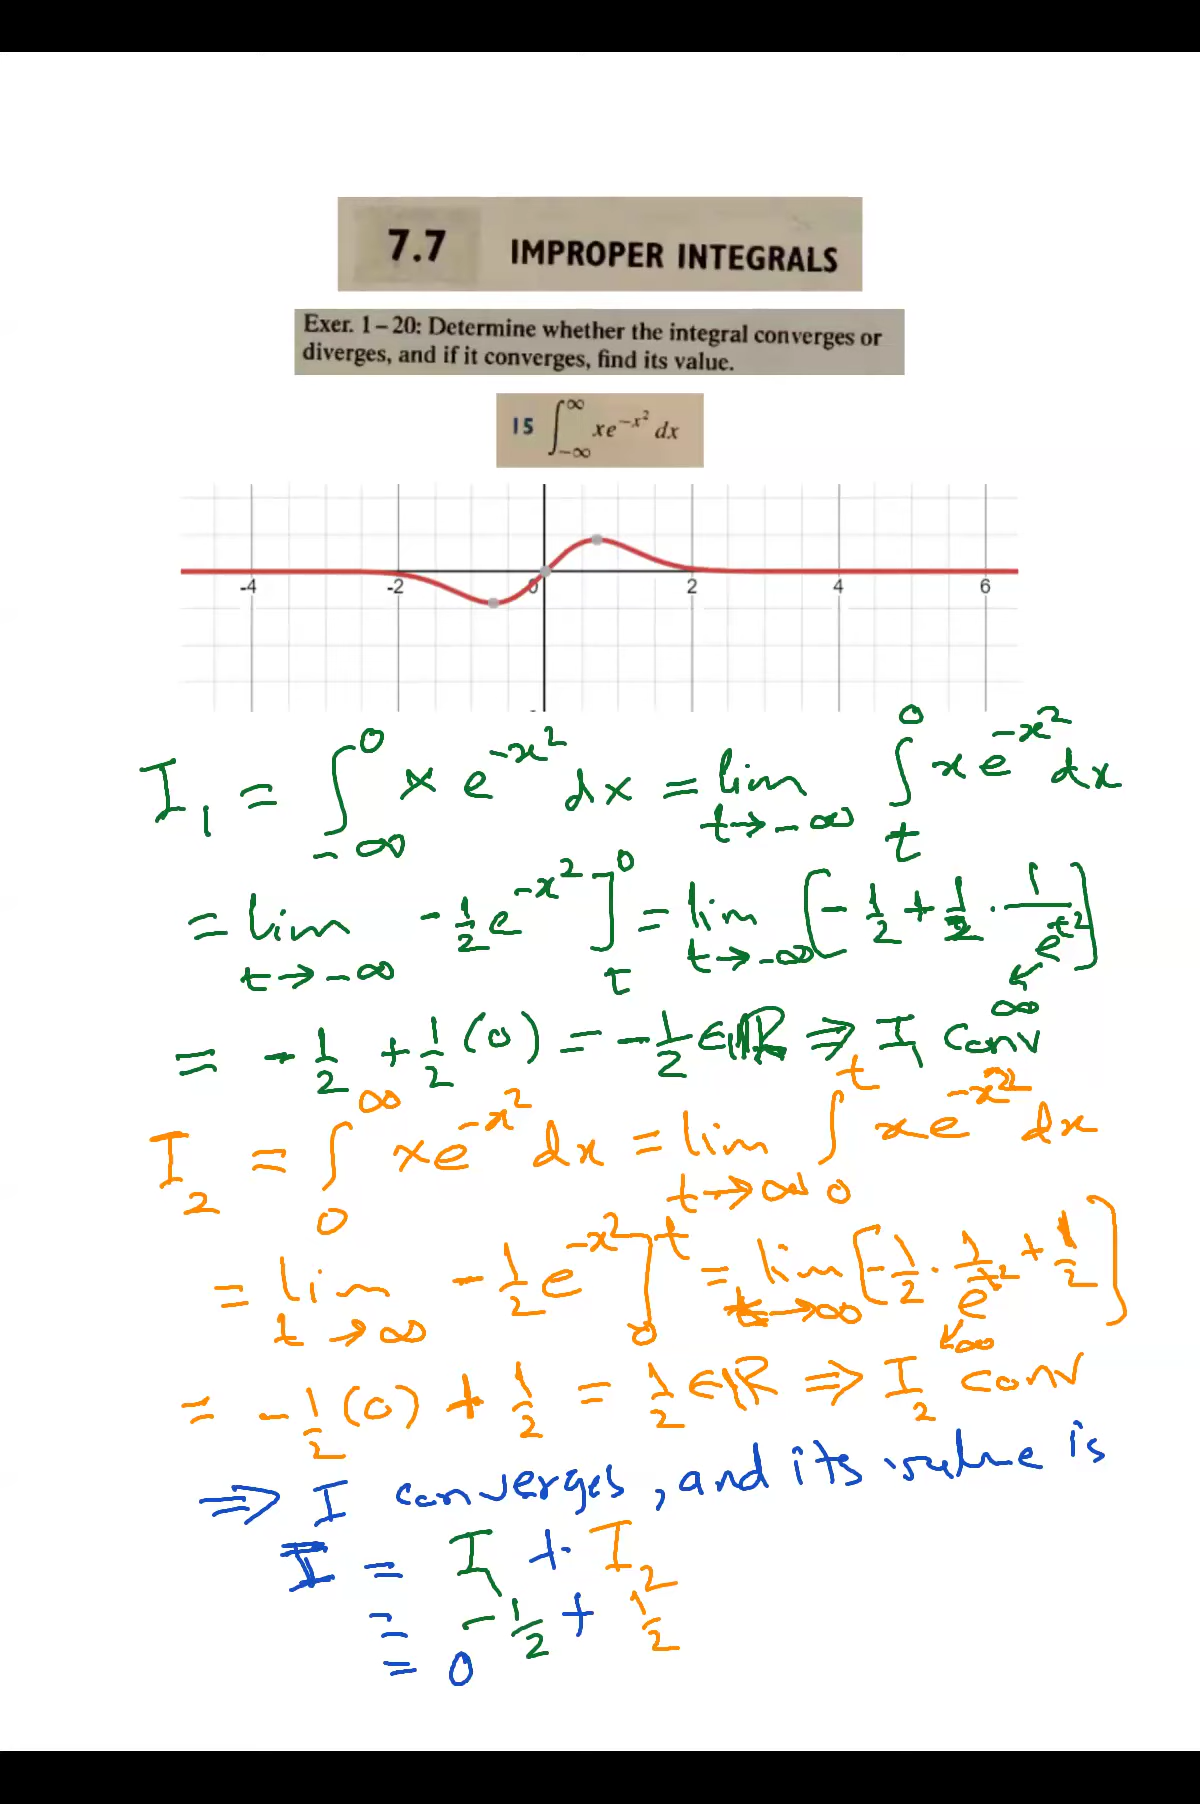 7.7 IMPROPER INTEGRALS
Exer. 1–20: Determine whether the integral converges or
diverges, and if it converges, find its value.
15 ∫_{-∞}^{∞} xe^{-x²} dx
-4 -2 0 2 4 6
I₁ = ∫_{-∞}^{0} x e^{-x²} dx = lim_{t→-∞} ∫_{t}^{0} x e^{-x²} dx
= lim_{t→-∞} -½ e^{-x²} ]_{t}^{0} = lim_{t→-∞} [ -½ + ½ · 1/e^{t²} ]
↙ ∞
= -½ + ½ (0) = -½ ∈ ℝ ⇒ I₁ conv
I₂ = ∫_{0}^{∞} xe^{-x²} dx = lim_{t→∞} ∫_{0}^{t} xe^{-x²} dx
= lim_{t→∞} -½ e^{-x²} ]_{0}^{t} = lim_{t→∞} [ -½ · 1/e^{t²} + ½ ]
↙ ∞
= -½ (0) + ½ = ½ ∈ ℝ ⇒ I₂ conv
⇒ I converges, and its value is
I = I₁ + I₂
= -½ + ½
= 0